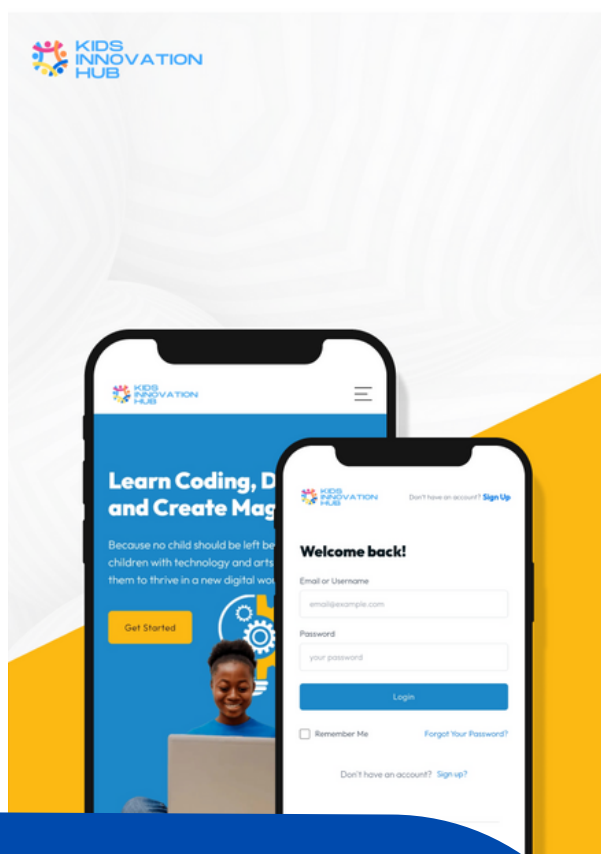 KIDS
INNOVATION
HUB
KIDS
INNOVATION
HUB
Learn Coding, D
and Create Mag
Because no child should be left be
children with technology and arts
them to thrive in a new digital wo
Get Started
KIDS
INNOVATION
HUB
Don't have an account? Sign Up
Welcome back!
Email or Username
email@example.com
Password
your password
Login
Remember Me
Forgot Your Password?
Don't have an account? Sign up?